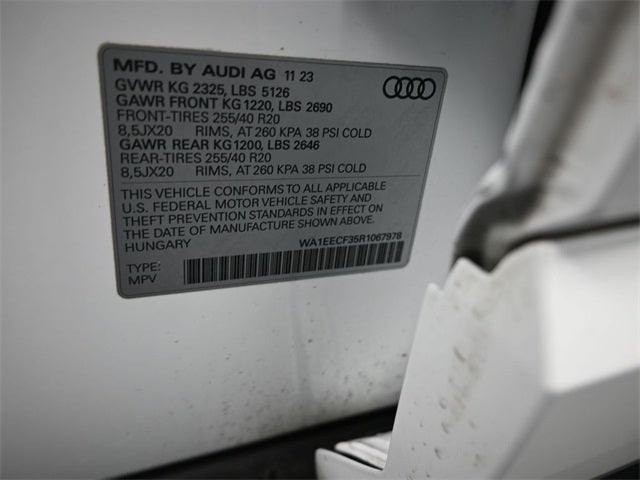 MFD. BY AUDI AG 11 23
GVWR KG 2325, LBS 5126
GAWR FRONT KG 1220, LBS 2690
FRONT-TIRES 255/40 R20
8,5JX20 RIMS, AT 260 KPA 38 PSI COLD
GAWR REAR KG 1200, LBS 2646
REAR-TIRES 255/40 R20
8,5JX20 RIMS, AT 260 KPA 38 PSI COLD
THIS VEHICLE CONFORMS TO ALL APPLICABLE
U.S. FEDERAL MOTOR VEHICLE SAFETY AND
THEFT PREVENTION STANDARDS IN EFFECT ON
THE DATE OF MANUFACTURE SHOWN ABOVE.
HUNGARY WA1EECF35R1067978
TYPE:
MPV